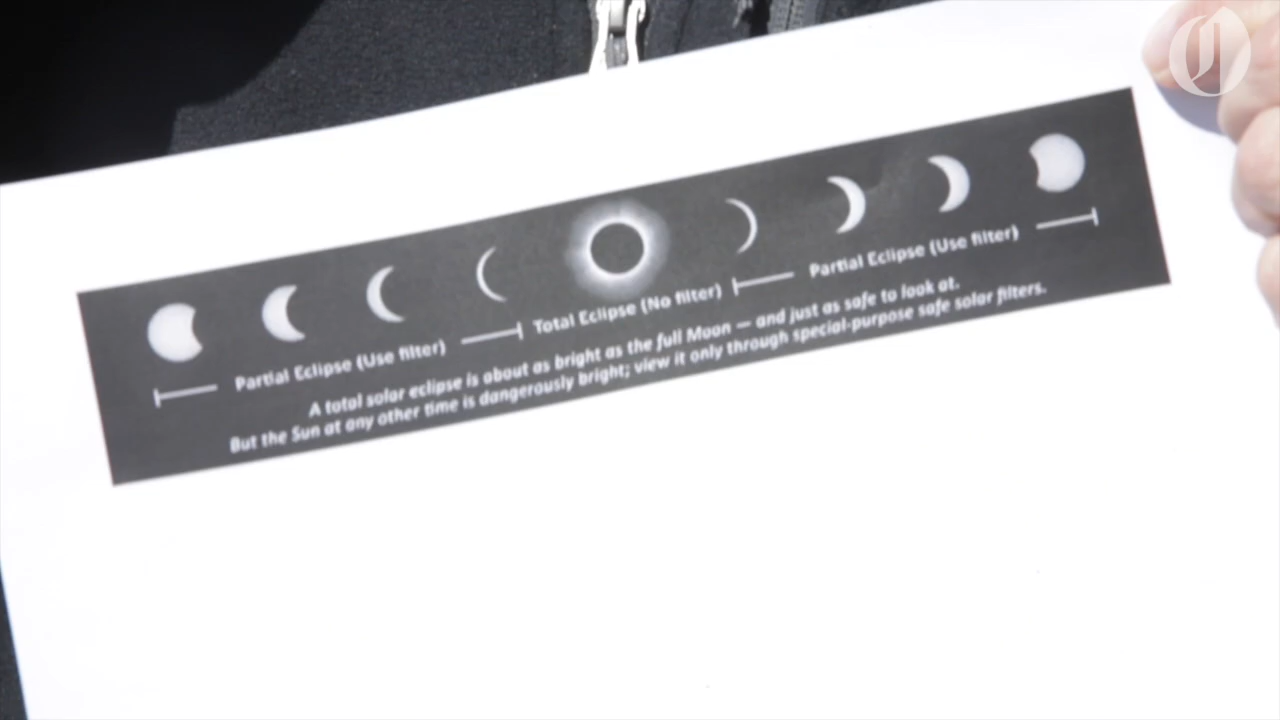 Partial Eclipse (Use filter)
Total Eclipse (No filter)
Partial Eclipse (Use filter)
A total solar eclipse is about as bright as the full Moon — and just as safe to look at.
But the Sun at any other time is dangerously bright; view it only through special-purpose safe solar filters.
O